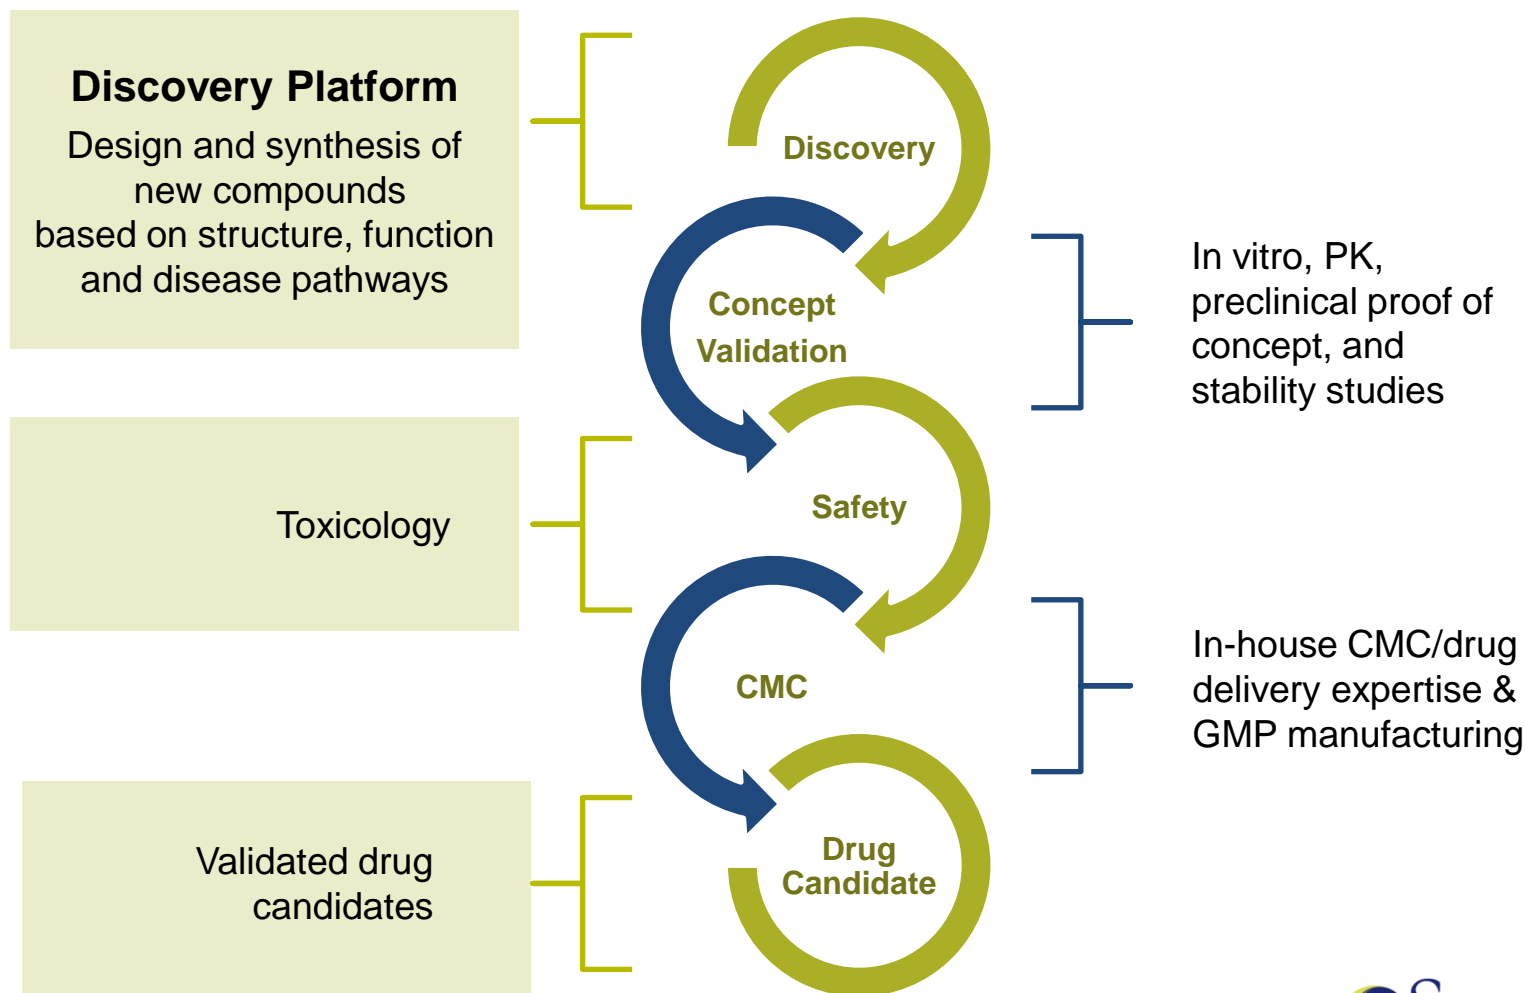 Discovery Platform
Design and synthesis of
new compounds
based on structure, function
and disease pathways
Discovery
In vitro, PK,
preclinical proof of
concept, and
stability studies
Concept
Validation
Toxicology
Safety
In-house CMC/drug
delivery expertise &
GMP manufacturing
CMC
Validated drug
candidates
Drug
Candidate